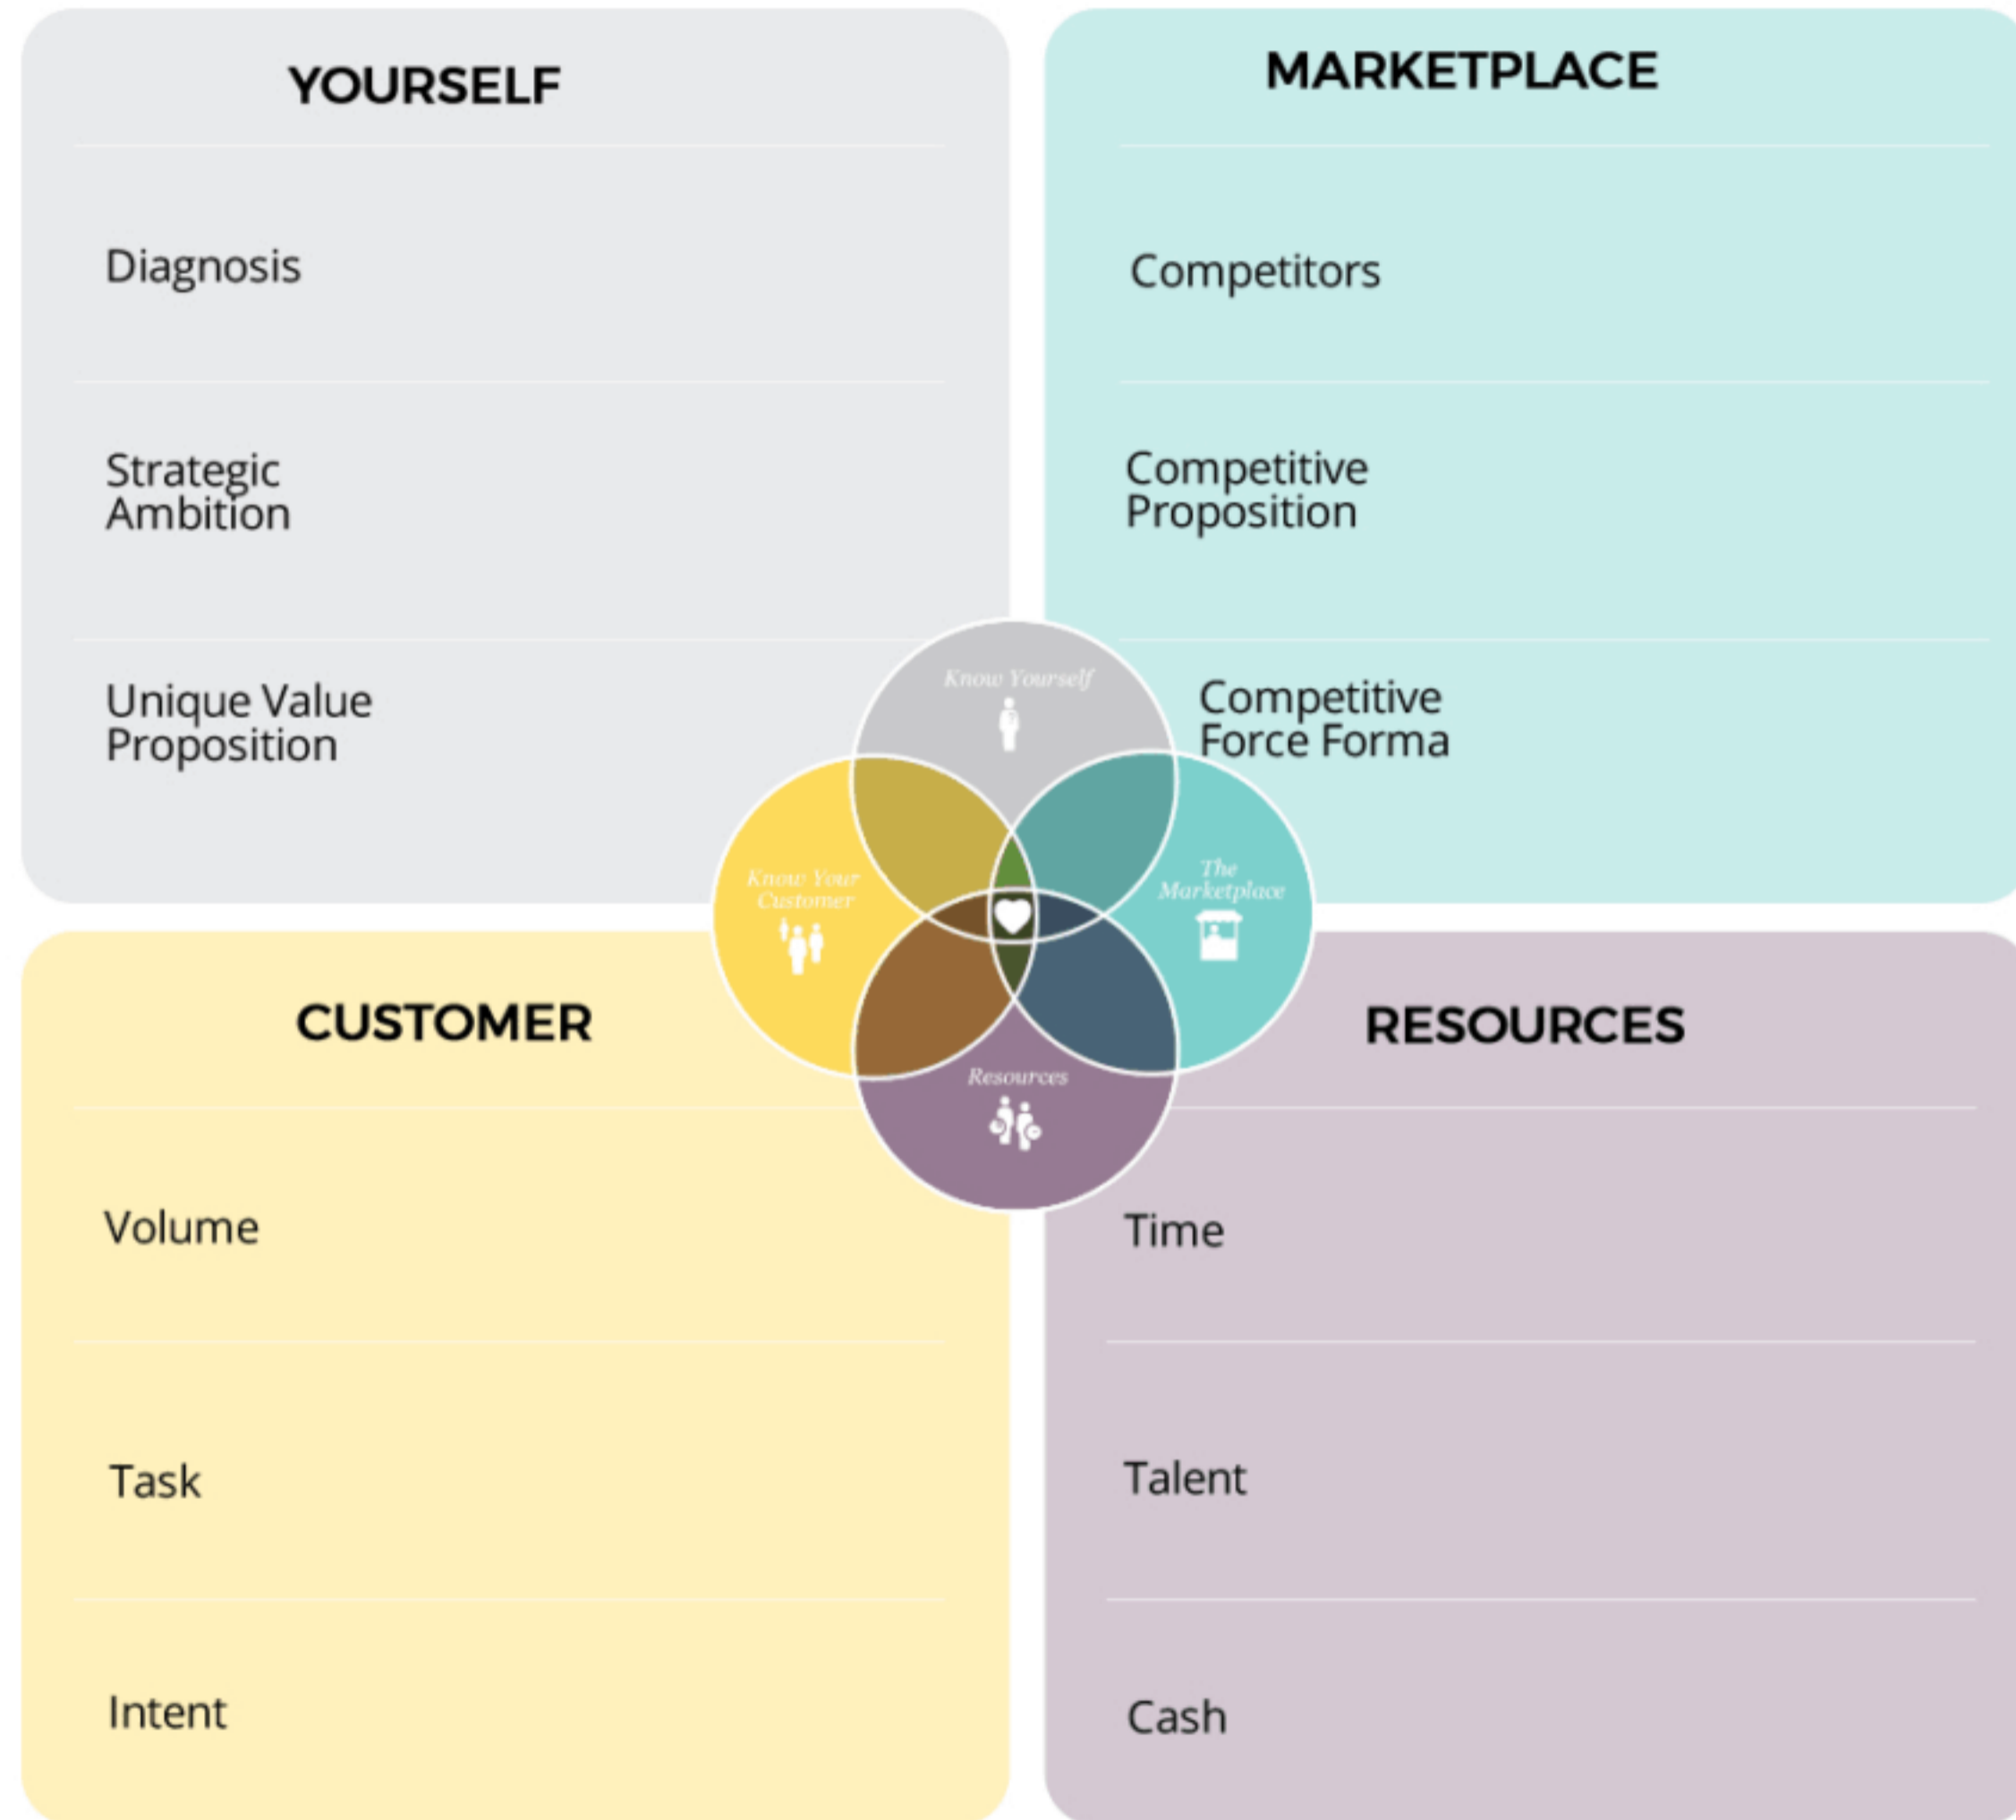 YOURSELF
Diagnosis
Strategic
Ambition
Unique Value
Proposition
MARKETPLACE
Competitors
Competitive
Proposition
Competitive
Force Forma
Know Yourself
Know Your
Customer
The
Marketplace
Resources
CUSTOMER
Volume
Task
Intent
RESOURCES
Time
Talent
Cash